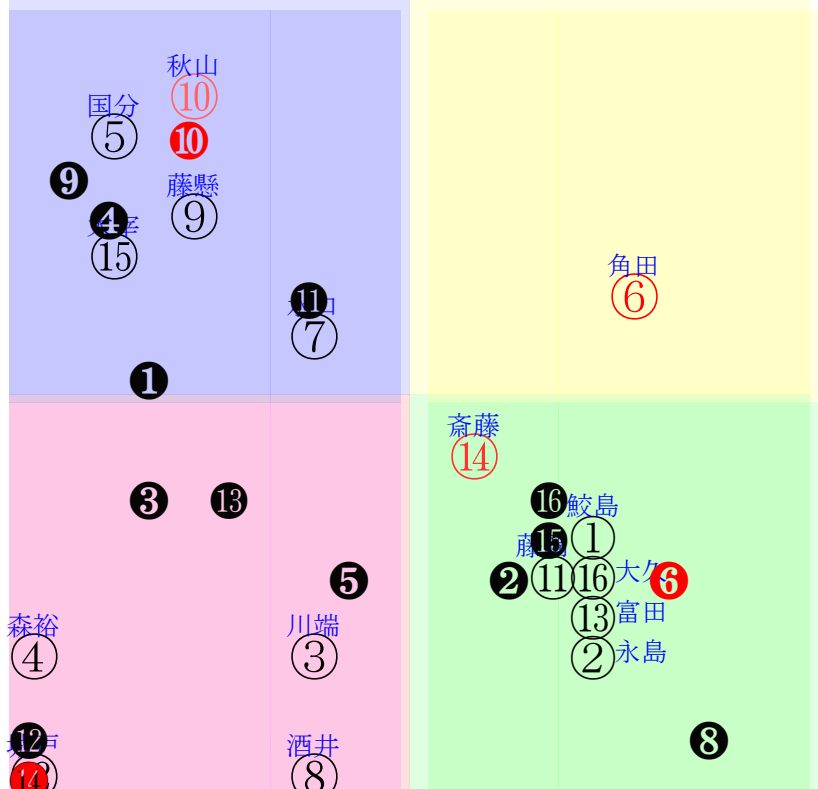 秋山
⑩
国分
⑤
❿
❾
藤懸
⑨
❹
⑮
角田
⑥
⓫
⑦
❶
斎藤
⑭
❸
⓭
⓰
鮫島
①
⓯
❷
⑪
⑯
大久
❻
❺
森裕
④
川端
③
⑬
富田
②
永島
⓬
酒井
⑧
⓮
❽